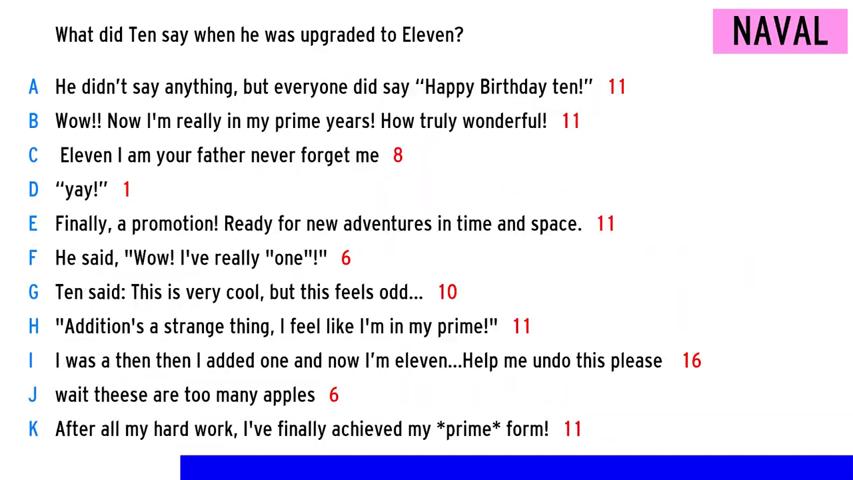 What did Ten say when he was upgraded to Eleven?
NAVAL
A He didn't say anything, but everyone did say “Happy Birthday ten!” 11
B Wow!! Now I'm really in my prime years! How truly wonderful! 11
C Eleven I am your father never forget me 8
D “yay!” 1
E Finally, a promotion! Ready for new adventures in time and space. 11
F He said, "Wow! I've really "one"!" 6
G Ten said: This is very cool, but this feels odd... 10
H "Addition's a strange thing, I feel like I'm in my prime!" 11
I I was a then then I added one and now I’m eleven...Help me undo this please 16
J wait theese are too many apples 6
K After all my hard work, I've finally achieved my *prime* form! 11